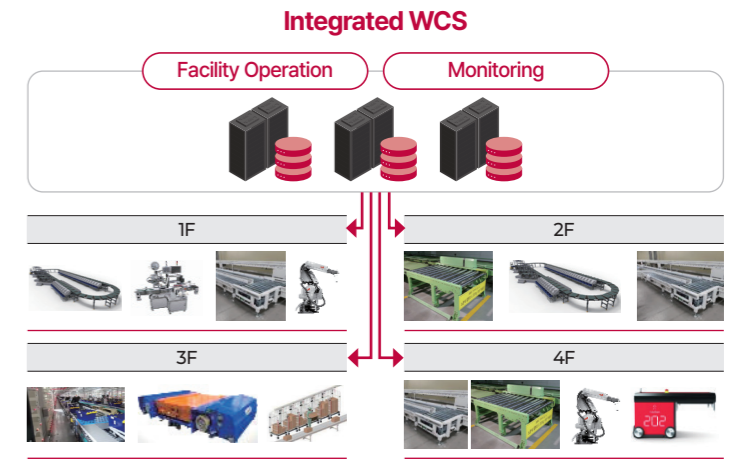 Integrated WCS
Facility Operation
Monitoring
1F
2F
3F
4F
202